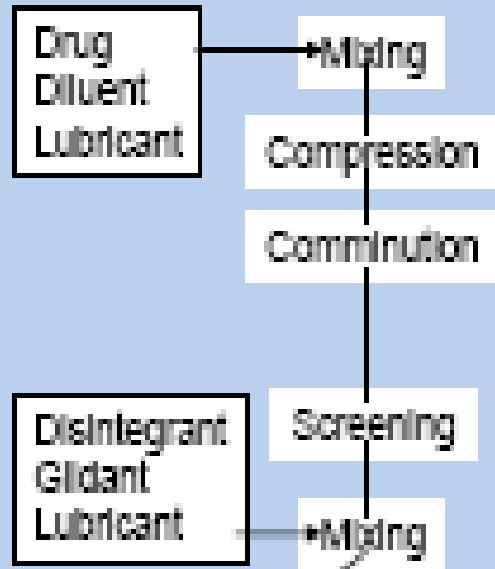 Drug
Diluent
Lubricant
Mixing
Compression
Comminution
Screening
Disintegrant
Glidant
Lubricant
Mixing